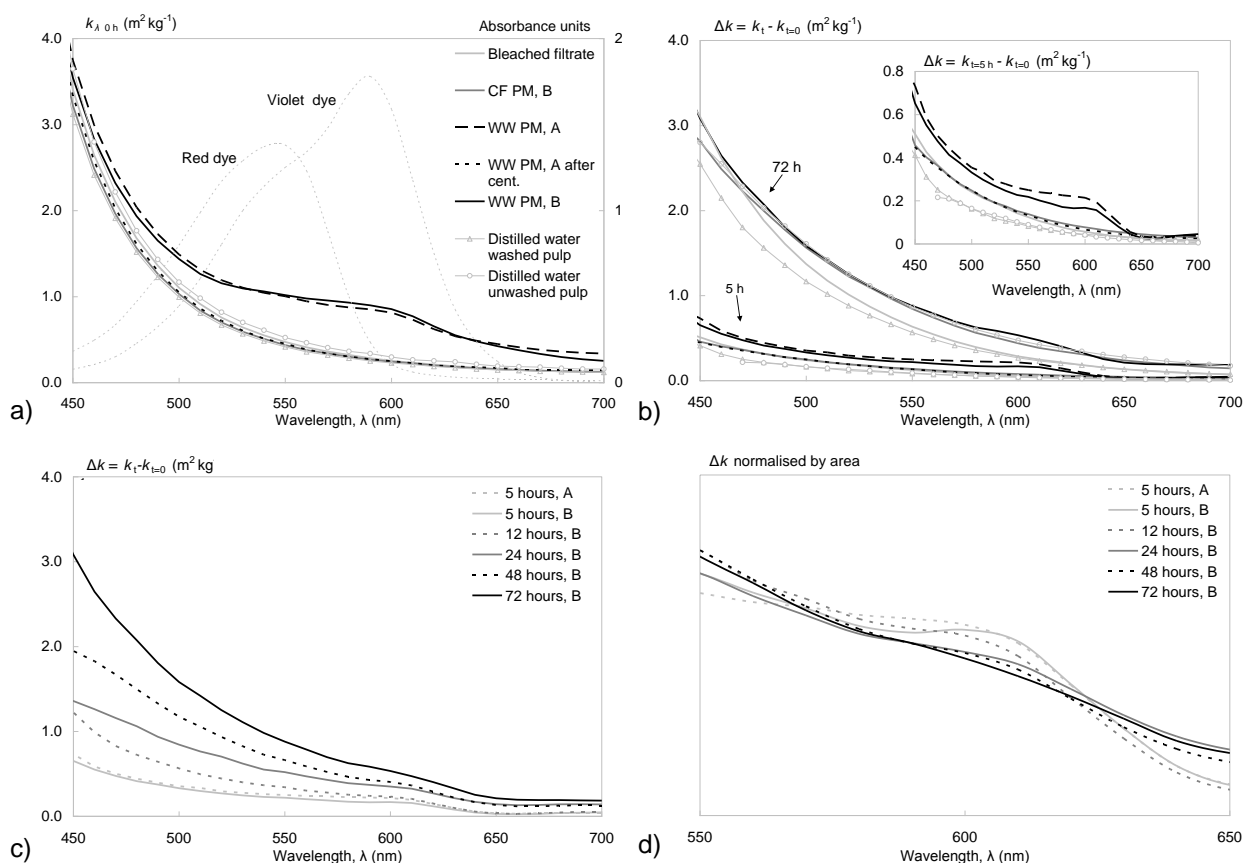 k λ 0 h (m² kg⁻¹)
Absorbance units
4.0
3.0
2.0
1.0
0.0
2
1
0
Violet dye
Red dye
Bleached filtrate
CF PM, B
WW PM, A
WW PM, A after
cent.
WW PM, B
Distilled water
washed pulp
Distilled water
unwashed pulp
450 500 550 600 650 700
Wavelength, λ (nm)
a)
Δk = k t - k t=0 (m² kg⁻¹)
4.0
3.0
2.0
1.0
0.0
72 h
5 h
Δk = k t=5 h - k t=0 (m² kg⁻¹)
0.8
0.6
0.4
0.2
0
450 500 550 600 650 700
Wavelength, λ (nm)
450 500 550 600 650 700
Wavelength, λ (nm)
b)
Δk = k t-k t=0 (m² kg
4.0
3.0
2.0
1.0
0.0
5 hours, A
5 hours, B
12 hours, B
24 hours, B
48 hours, B
72 hours, B
450 500 550 600 650 700
Wavelength, λ (nm)
c)
Δk normalised by area
5 hours, A
5 hours, B
12 hours, B
24 hours, B
48 hours, B
72 hours, B
550 600 650
Wavelength, λ (nm)
d)